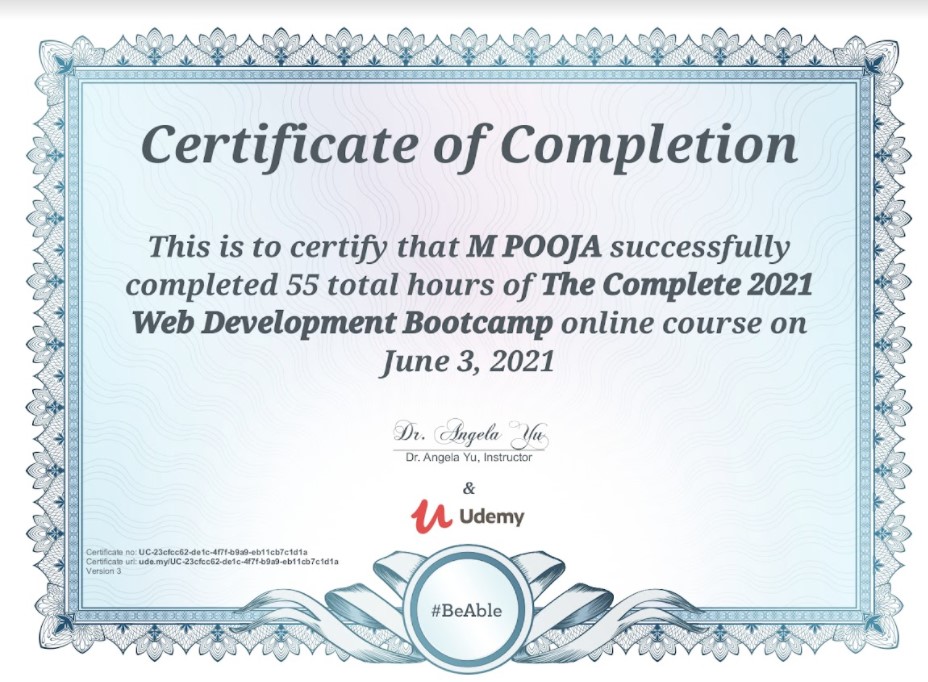 Certificate of Completion
This is to certify that M POOJA successfully
completed 55 total hours of The Complete 2021
Web Development Bootcamp online course on
June 3, 2021
Dr. Angela Yu
Dr. Angela Yu, Instructor
&
Udemy
Certificate no: UC-23cfcc62-de1c-4f7f-b9a9-eb11cb7c1d1a
Certificate url: ude.my/UC-23cfcc62-de1c-4f7f-b9a9-eb11cb7c1d1a
Version 3
#BeAble